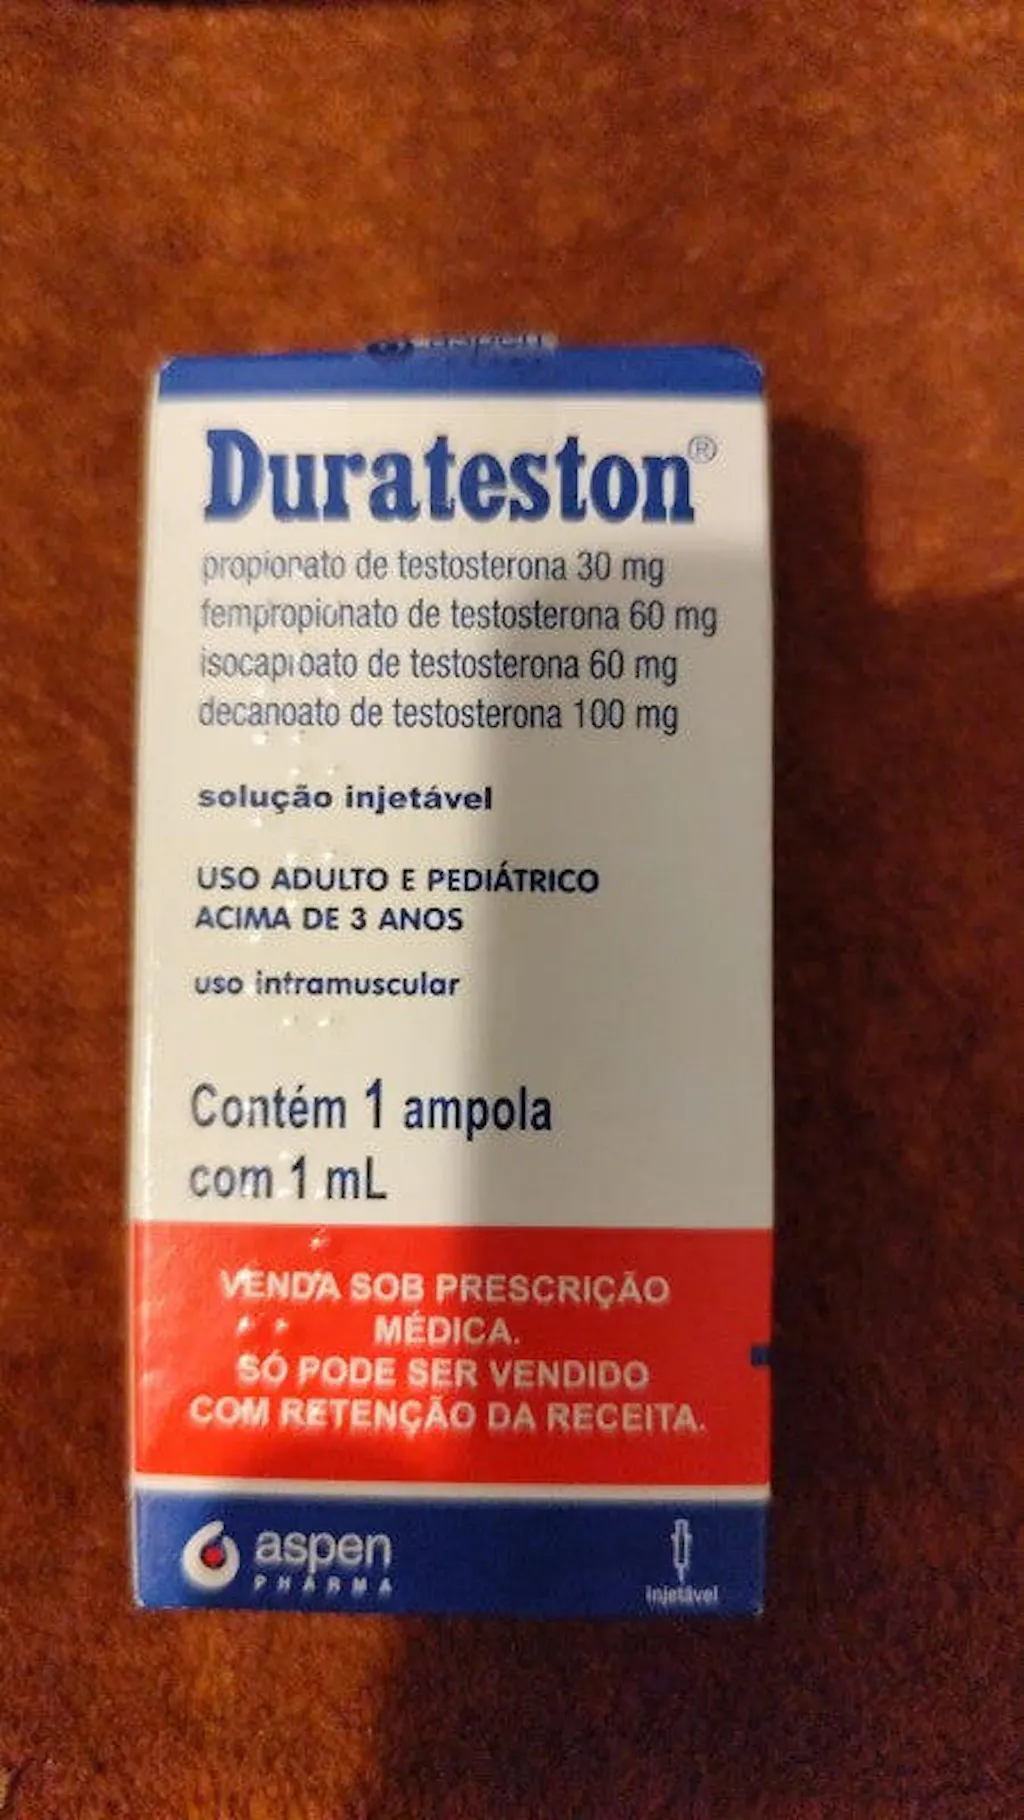 aspen
Durateston®
propionato de testosterona 30 mg
fempropionato de testosterona 60 mg
isocaproato de testosterona 60 mg
decanoato de testosterona 100 mg
solução injetável
USO ADULTO E PEDIÁTRICO
ACIMA DE 3 ANOS
uso intramuscular
Contém 1 ampola
com 1 mL
VENDA SOB PRESCRIÇÃO
MÉDICA.
SÓ PODE SER VENDIDO
COM RETENÇÃO DA RECEITA.
aspen
PHARMA
injetável